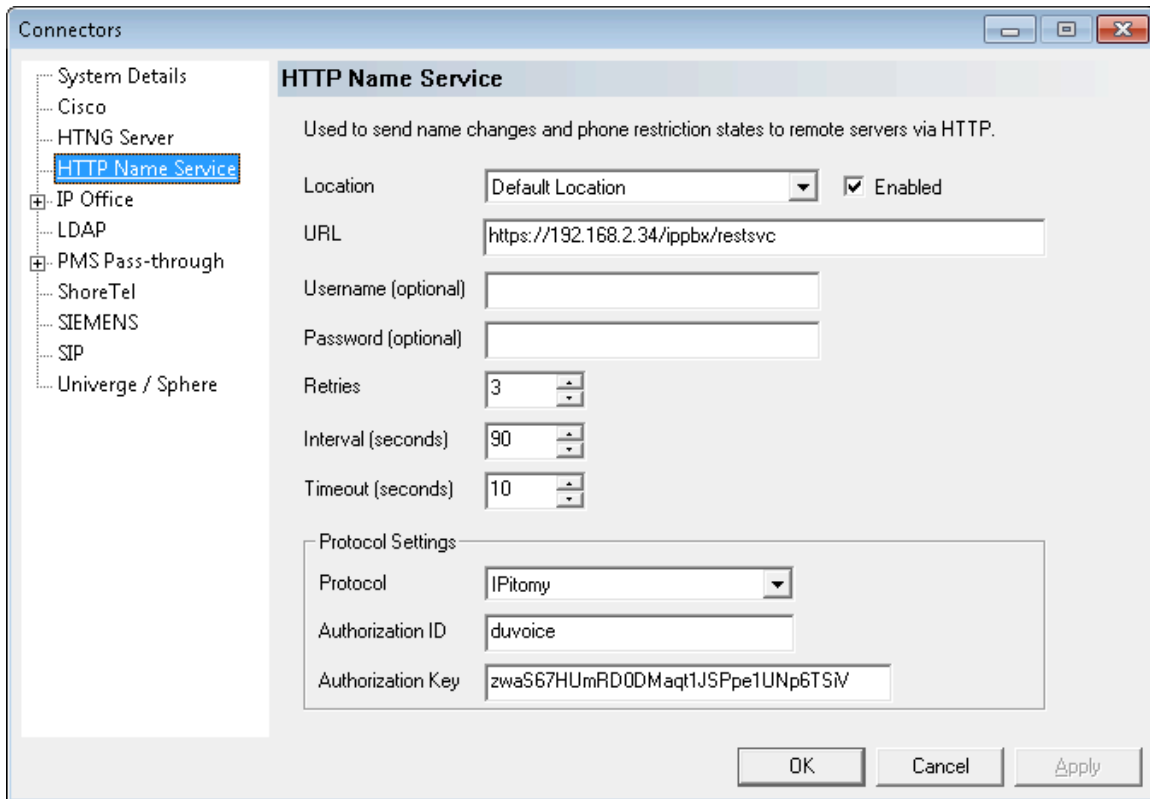 Connectors
System Details
Cisco
HTNG Server
HTTP Name Service
IP Office
LDAP
PMS Pass-through
ShoreTel
SIEMENS
SIP
Univerge / Sphere
HTTP Name Service
Used to send name changes and phone restriction states to remote servers via HTTP.
Location Default Location Enabled
URL https://192.168.2.34/ippbx/restsvc
Username (optional)
Password (optional)
Retries 3
Interval (seconds) 90
Timeout (seconds) 10
Protocol Settings
Protocol IPitomy
Authorization ID duvoice
Authorization Key zwaS67HUmRD0DMaqt1JSPpe1UNp6TSiV
OK Cancel Apply